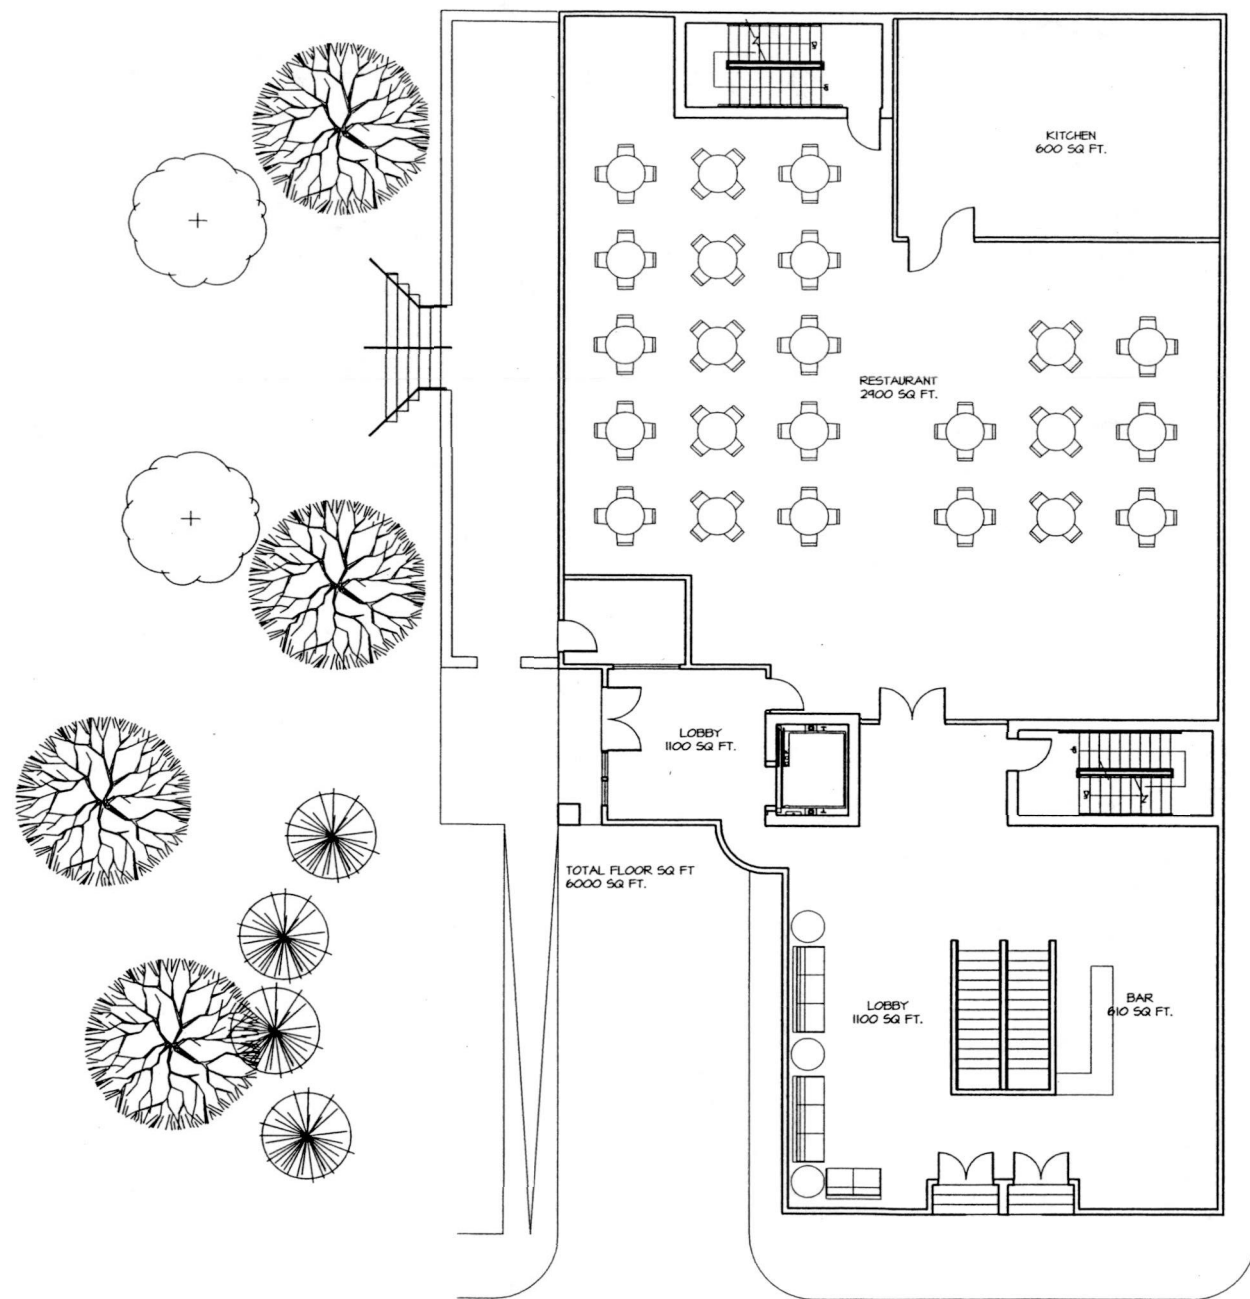 KITCHEN
600 SQ FT.
RESTAURANT
2900 SQ FT.
LOBBY
1100 SQ FT.
TOTAL FLOOR SQ FT
6000 SQ FT.
LOBBY
1100 SQ FT.
BAR
610 SQ FT.